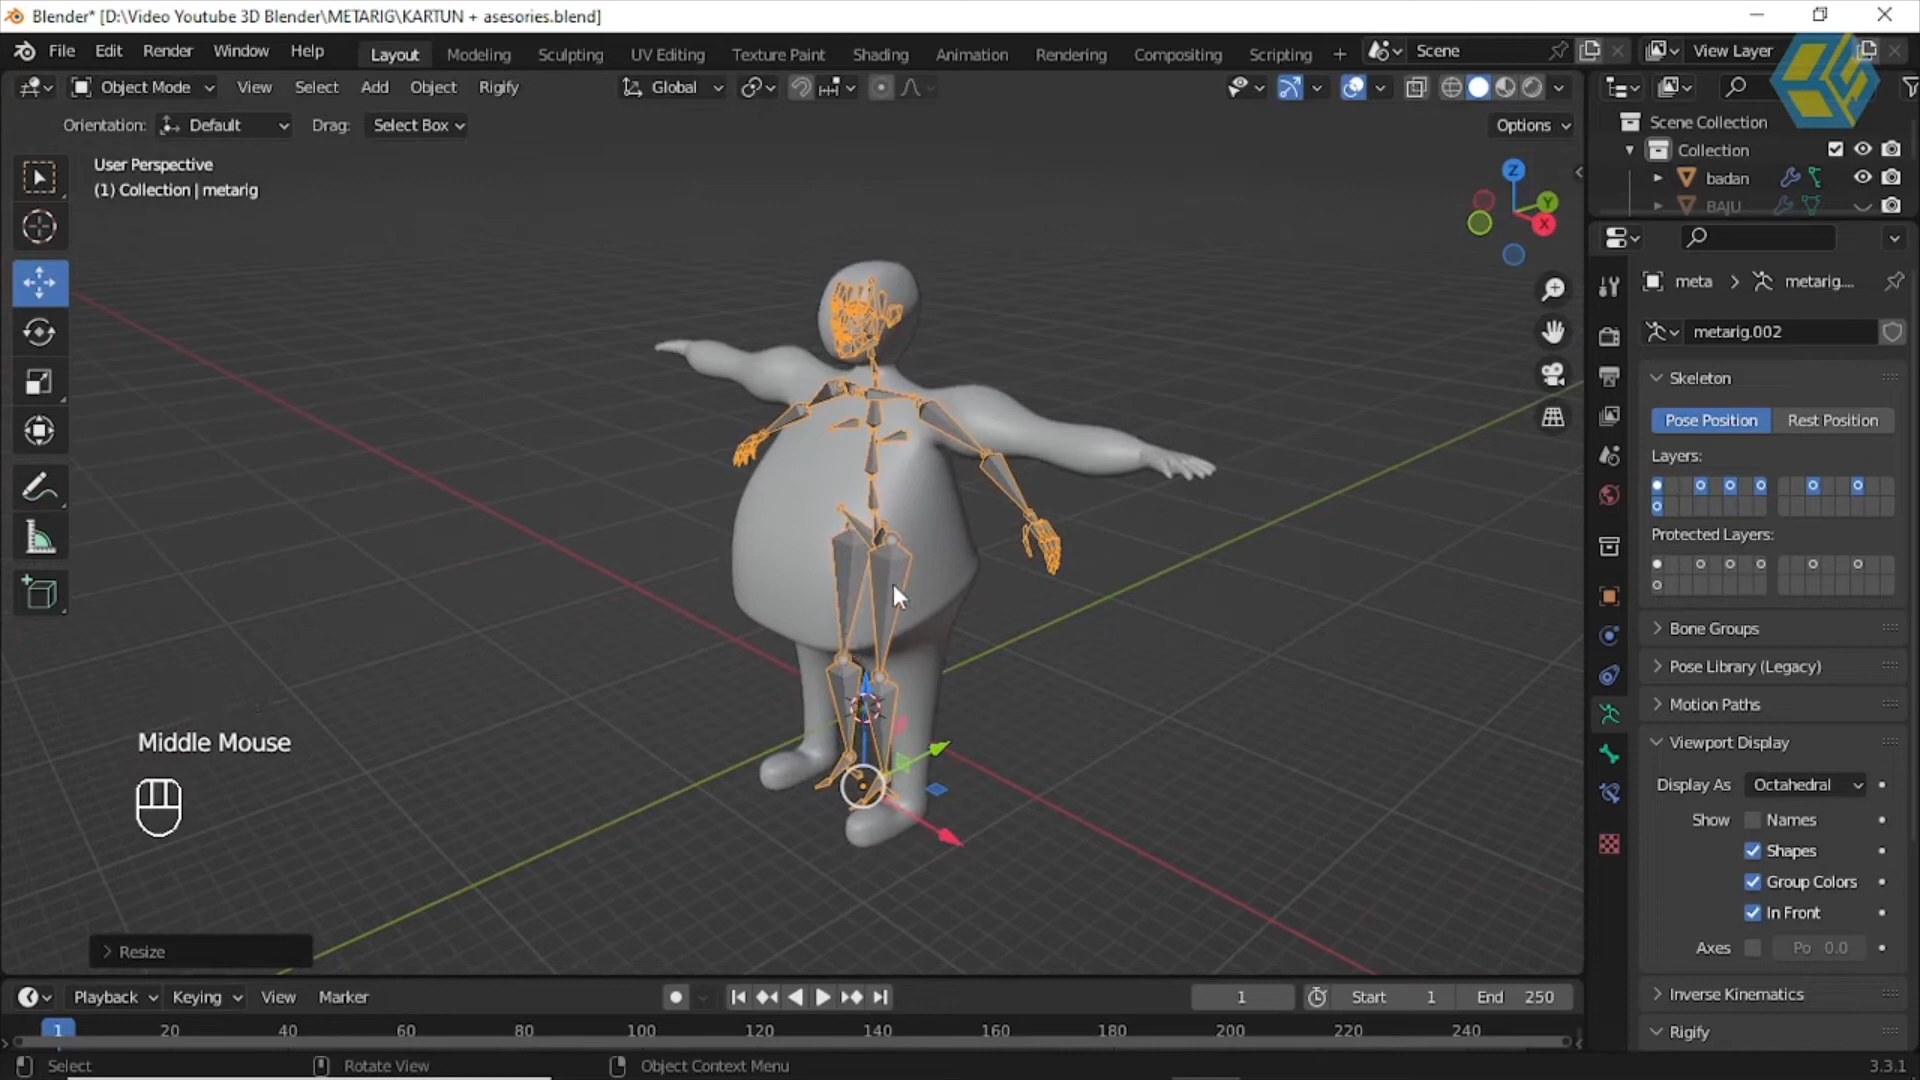 Blender* [D:\Video Youtube 3D Blender\METARIG\KARTUN + asesories.blend]
File Edit Render Window Help Layout Modeling Sculpting UV Editing Texture Paint Shading Animation Rendering Compositing Scripting + Scene View Layer
Object Mode View Select Add Object Rigify Global
Orientation: Default Drag: Select Box Options
User Perspective
(1) Collection | metarig
Z
Y
X
Scene Collection
Collection
badan
BAJU
meta > metarig....
metarig.002
Skeleton
Pose Position Rest Position
Layers:
Protected Layers:
Bone Groups
Pose Library (Legacy)
Motion Paths
Viewport Display
Display As Octahedral
Show Names
Shapes
Group Colors
In Front
Axes Po 0.0
Inverse Kinematics
Rigify
Middle Mouse
Resize
Playback Keying View Marker 1 Start 1 End 250
1 20 40 60 80 100 120 140 160 180 200 220 240
Select Rotate View Object Context Menu 3.3.1